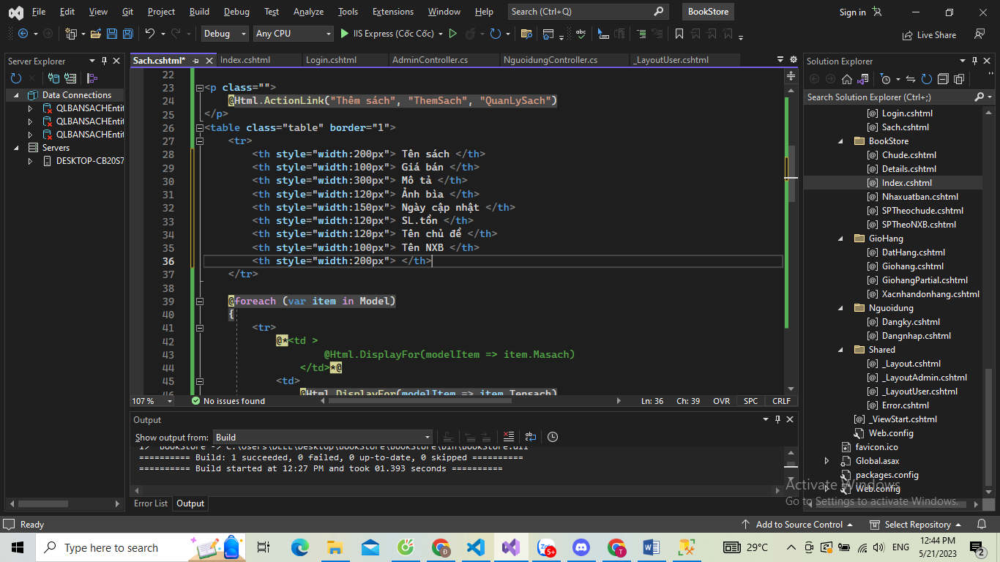 File Edit View Git Project Build Debug Test Analyze Tools Extensions Window Help Search (Ctrl+Q) BookStore Sign in
Debug Any CPU IIS Express (Cốc Cốc) Live Share
Server Explorer
Data Connections
QLBANSACHEntit
QLBANSACHEntit
QLBANSACHEntit
Servers
DESKTOP-CB20S7
Sach.cshtml* Index.cshtml Login.cshtml AdminController.cs NguoidungController.cs _LayoutUser.cshtml
22
23 <p class="">
24 @Html.ActionLink("Thêm sách", "ThemSach", "QuanLySach")
25 </p>
26 <table class="table" border="1">
27 <tr>
28 <th style="width:200px"> Tên sách </th>
29 <th style="width:100px"> Giá bán </th>
30 <th style="width:300px"> Mô tả </th>
31 <th style="width:120px"> Ảnh bìa </th>
32 <th style="width:150px"> Ngày cập nhật </th>
33 <th style="width:120px"> SL.tồn </th>
34 <th style="width:120px"> Tên chủ đề </th>
35 <th style="width:100px"> Tên NXB </th>
36 <th style="width:200px"> </th>
37 </tr>
38
39 @foreach (var item in Model)
40 {
41 <tr>
42 @*<td >
43 @Html.DisplayFor(modelItem => item.Masach)
44 </td>*@
45 <td>
46 @Html.DisplayFor(modelItem => item.Tensach)
107 % No issues found Ln: 36 Ch: 39 OVR SPC CRLF
Output
Show output from: Build
1> BookStore -> C:\Users\DELL\Desktop\BookStore\BookStore\bin\BookStore.dll
========== Build: 1 succeeded, 0 failed, 0 up-to-date, 0 skipped ==========
========== Build started at 12:27 PM and took 01.393 seconds ==========
Error List Output
Solution Explorer
Search Solution Explorer (Ctrl+;)
Login.cshtml
Sach.cshtml
BookStore
Chude.cshtml
Details.cshtml
Index.cshtml
Nhaxuatban.cshtml
SPTheochude.cshtml
SPTheoNXB.cshtml
GioHang
DatHang.cshtml
Giohang.cshtml
GiohangPartial.cshtml
Xacnhandonhang.cshtml
Nguoidung
Dangky.cshtml
Dangnhap.cshtml
Shared
_Layout.cshtml
_LayoutAdmin.cshtml
_LayoutUser.cshtml
Error.cshtml
_ViewStart.cshtml
Web.config
favicon.ico
Global.asax
packages.config
Web.config
Activate Windows
Go to Settings to activate Windows.
Ready Add to Source Control Select Repository
Type here to search 5+ 29°C ENG 12:44 PM
5/21/2023 2